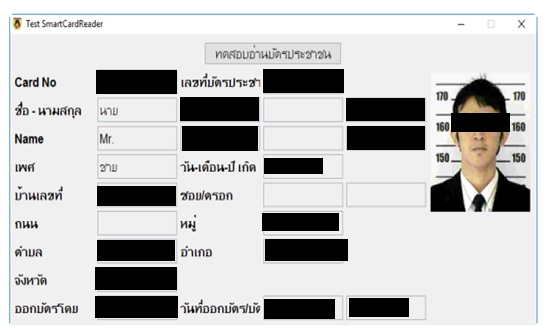 Test SmartCardReader
ทดสอบอ่านบัตรประชาชน
Card No เลขที่บัตรประชา
ชื่อ - นามสกุล นาย
Name Mr.
เพศ ชาย วัน-เดือน-ปี เกิด
บ้านเลขที่ ซอย/ตรอก
ถนน หมู่
ตำบล อำเภอ
จังหวัด
ออกบัตรโดย วันที่ออกบัตร/บัต
170 170
160 160
150 150